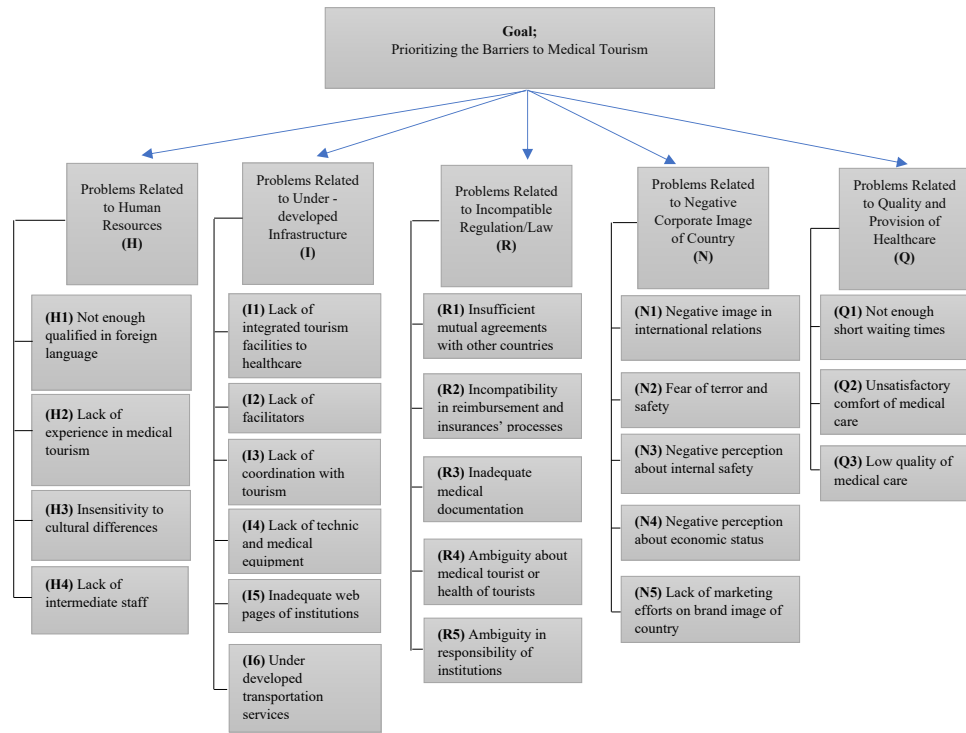 Goal;
Prioritizing the Barriers to Medical Tourism
Problems Related
to Human
Resources
(H)
(H1) Not enough
qualified in foreign
language
(H2) Lack of
experience in medical
tourism
(H3) Insensitivity to
cultural differences
(H4) Lack of
intermediate staff
Problems Related
to Under -
developed
Infrastructure
(I)
(I1) Lack of
integrated tourism
facilities to
healthcare
(I2) Lack of
facilitators
(I3) Lack of
coordination with
tourism
(I4) Lack of technic
and medical
equipment
(I5) Inadequate web
pages of institutions
(I6) Under
developed
transportation
services
Problems Related
to Incompatible
Regulation/Law
(R)
(R1) Insufficient
mutual agreements
with other countries
(R2) Incompatibility
in reimbursement and
insurances’ processes
(R3) Inadequate
medical
documentation
(R4) Ambiguity about
medical tourist or
health of tourists
(R5) Ambiguity in
responsibility of
institutions
Problems Related
to Negative
Corporate Image
of Country
(N)
(N1) Negative image in
international relations
(N2) Fear of terror and
safety
(N3) Negative perception
about internal safety
(N4) Negative perception
about economic status
(N5) Lack of marketing
efforts on brand image of
country
Problems Related
to Quality and
Provision of
Healthcare
(Q)
(Q1) Not enough
short waiting times
(Q2) Unsatisfactory
comfort of medical
care
(Q3) Low quality of
medical care